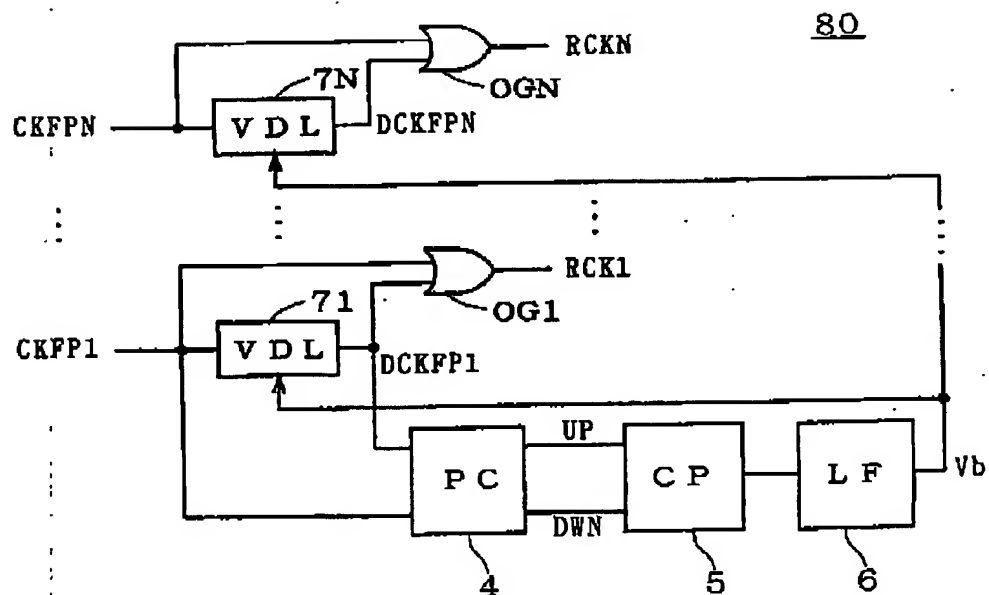 80
RCKN
7N
OGN
CKFPN
VDL
DCKFPN
RCK1
71
OG1
CKFP1
VDL
DCKFP1
UP
PC
CP
LF
Vb
DWN
4
5
6